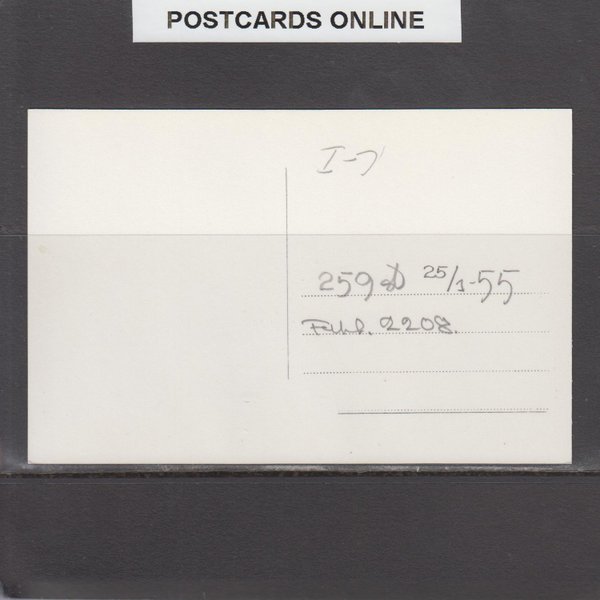 POSTCARDS ONLINE
I-7
259 D 25/1-55
2208.